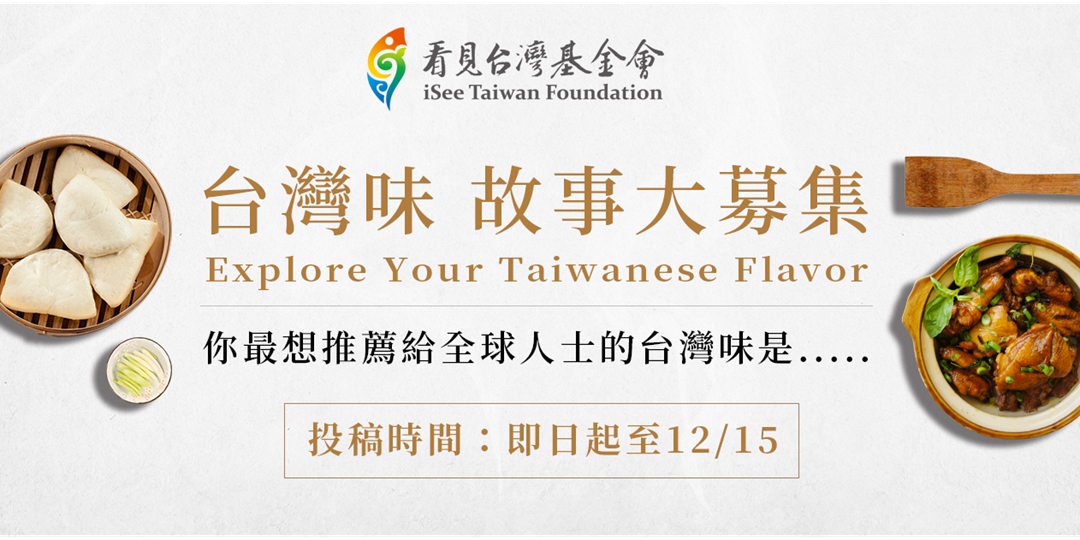 看見台灣基金會
iSee Taiwan Foundation
台灣味 故事大募集
Explore Your Taiwanese Flavor
你最想推薦給全球人士的台灣味是.....
投稿時間：即日起至12/15